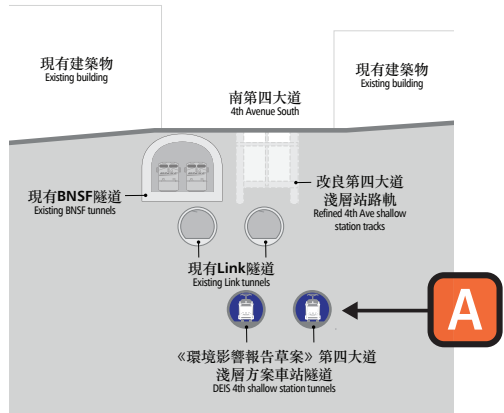 現有建築物
Existing building
現有建築物
Existing building
南第四大道
4th Avenue South
現有BNSF隧道
Existing BNSF tunnels
改良第四大道
淺層站路軌
Refined 4th Ave shallow
station tracks
現有Link隧道
Existing Link tunnels
A
《環境影響報告草案》第四大道
淺層方案車站隧道
DEIS 4th shallow station tunnels